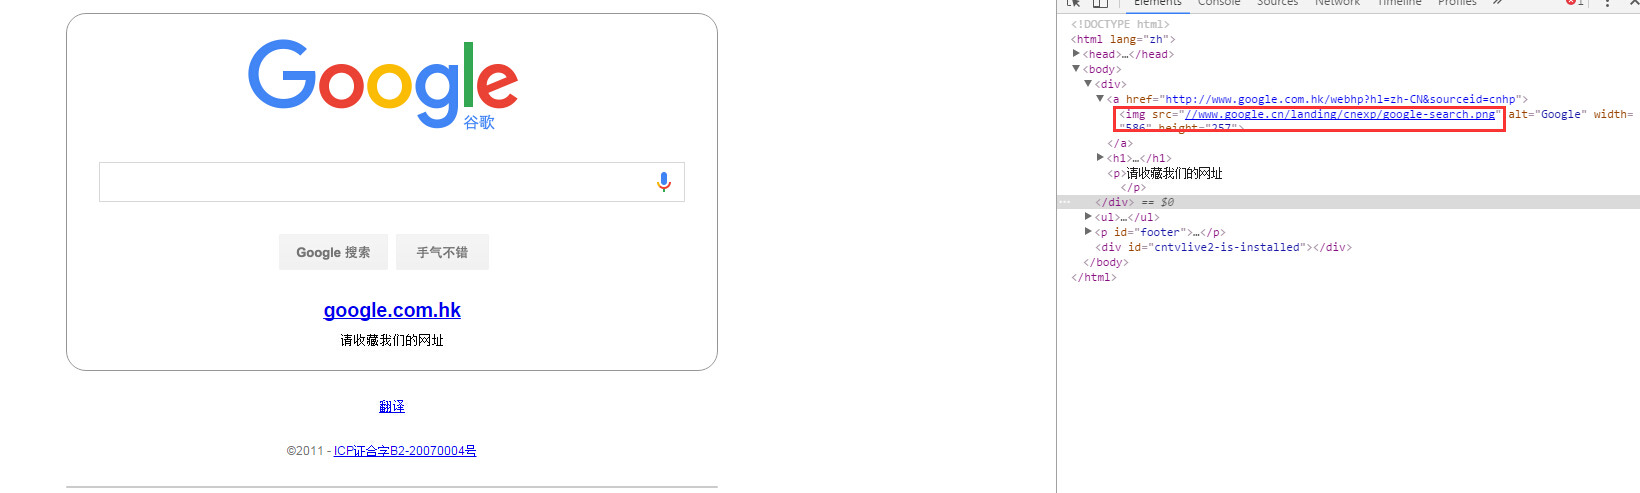 Google
谷歌
Google 搜索
手气不错
google.com.hk
请收藏我们的网址
翻译
©2011 - ICP证合字B2-20070004号
Elements Console Sources Network Timeline Profiles » 1
<!DOCTYPE html>
<html lang="zh">
<head>…</head>
<body>
<div>
<a href="http://www.google.com.hk/webhp?hl=zh-CN&sourceid=cnhp">
<img src="//www.google.cn/landing/cnexp/google-search.png" alt="Google" width=
"586" height="257">
</a>
<h1>…</h1>
<p>请收藏我们的网址
</p>
</div> == $0
<ul>…</ul>
<p id="footer">…</p>
<div id="cntvlive2-is-installed"></div>
</body>
</html>